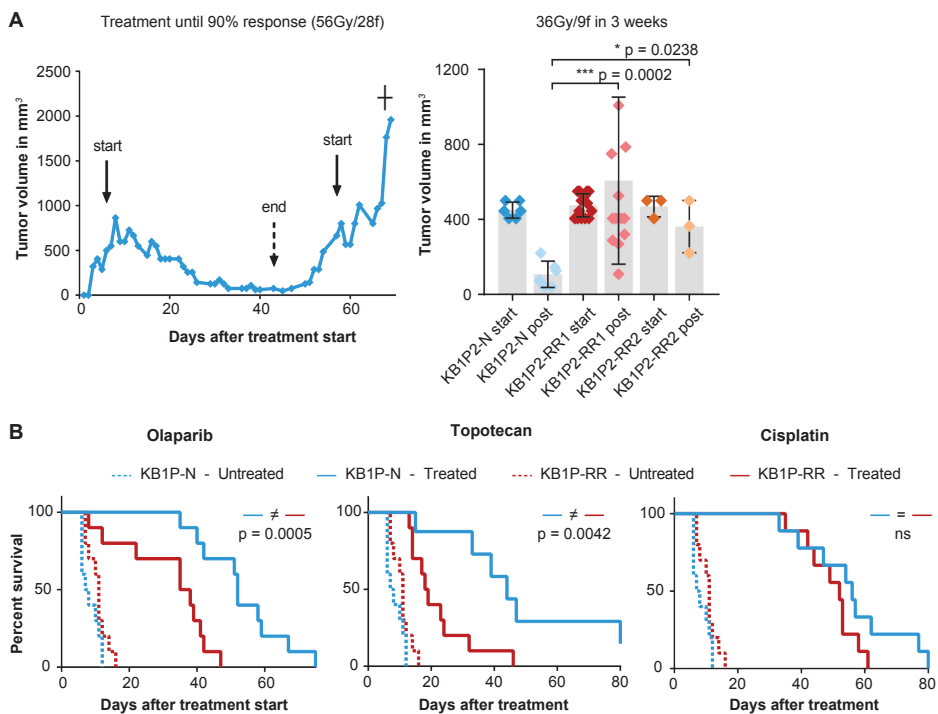 A
Treatment until 90% response (56Gy/28f)
36Gy/9f in 3 weeks
* p = 0.0238
*** p = 0.0002
Tumor volume in mm³
2500
2000
1500
1000
500
0
start
end
start
0
20
40
60
Days after treatment start
Tumor volume in mm³
1200
800
400
0
KB1P2-N start
KB1P2-N post
KB1P2-RR1 start
KB1P2-RR1 post
KB1P2-RR2 start
KB1P2-RR2 post
B
Olaparib
Topotecan
Cisplatin
KB1P-N - Untreated
KB1P-N - Treated
KB1P-RR - Untreated
KB1P-RR - Treated
Percent survival
100
50
0
≠
p = 0.0005
0
20
40
60
Days after treatment start
100
50
0
≠
p = 0.0042
0
20
40
60
80
Days after treatment
100
50
0
=
ns
0
20
40
60
80
Days after treatment